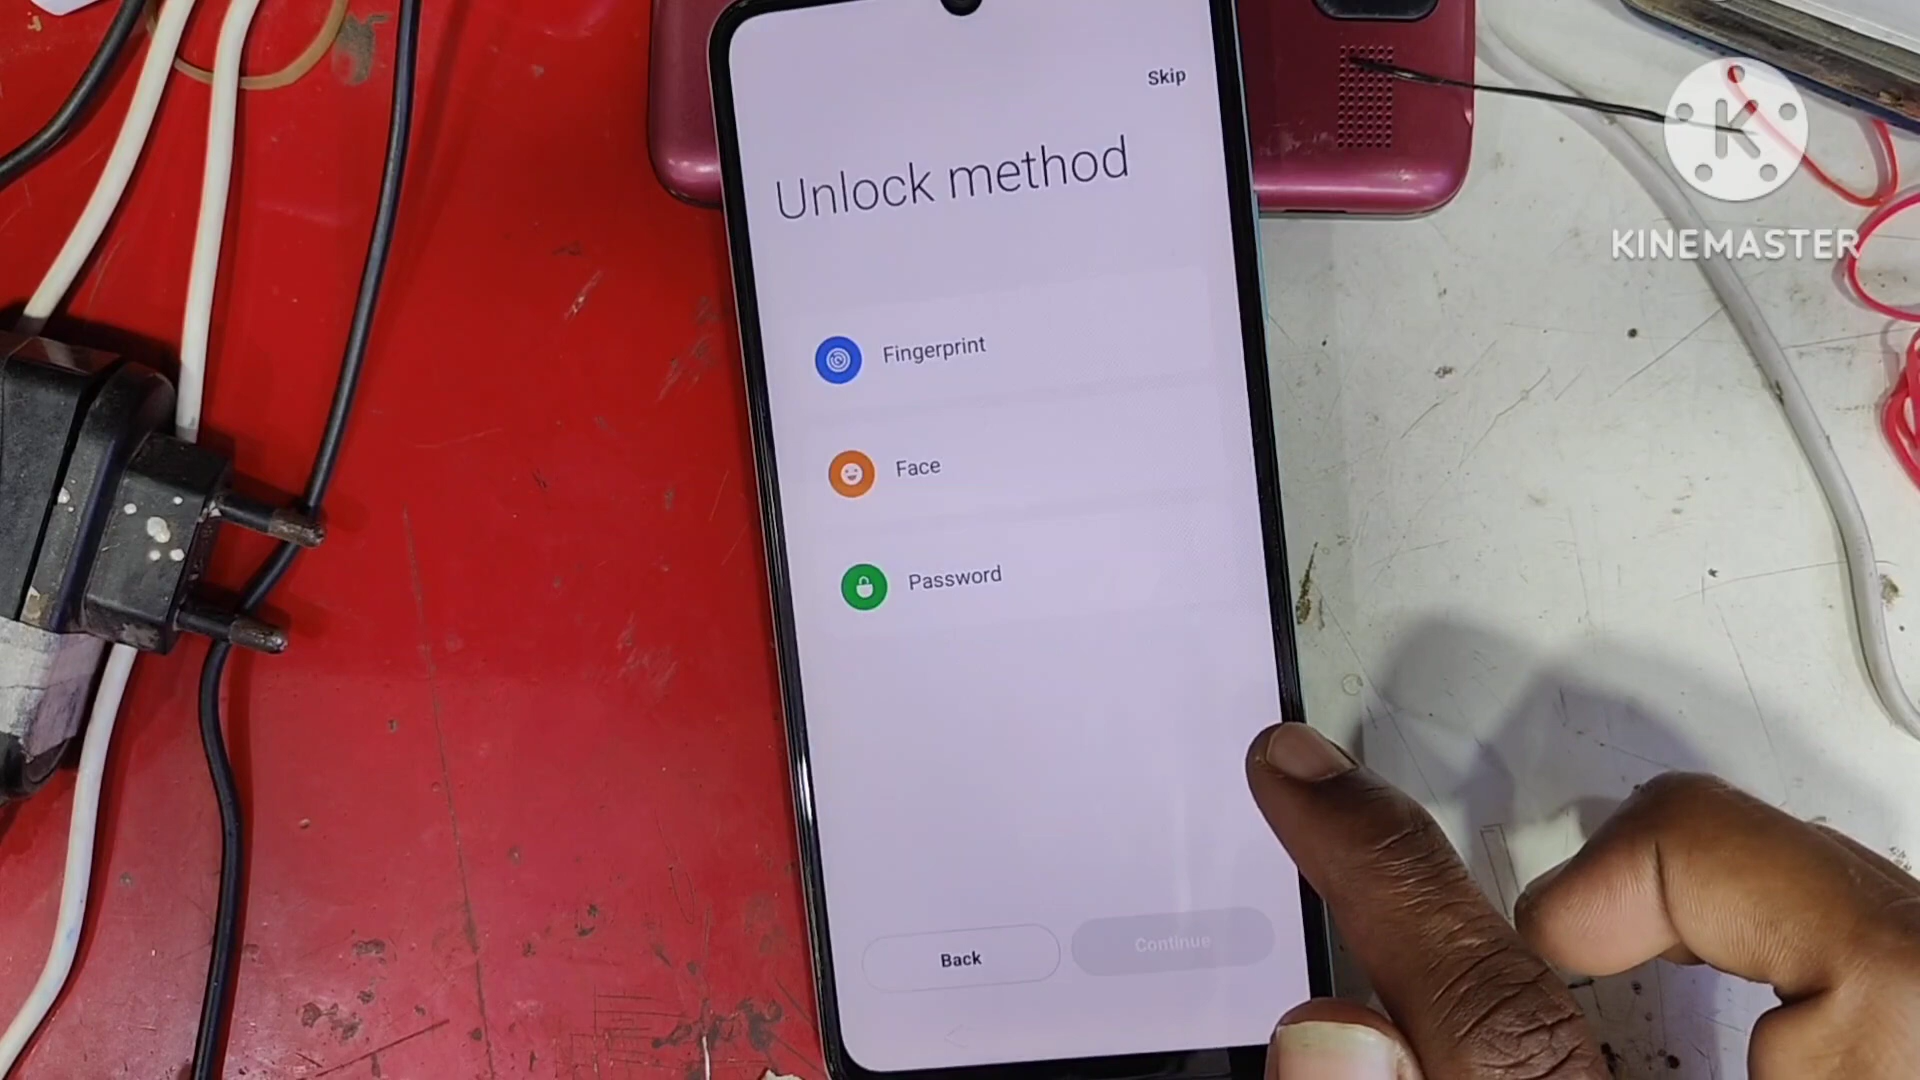 Skip
Unlock method
Fingerprint
Face
Password
Back
Continue
K
KINEMASTER